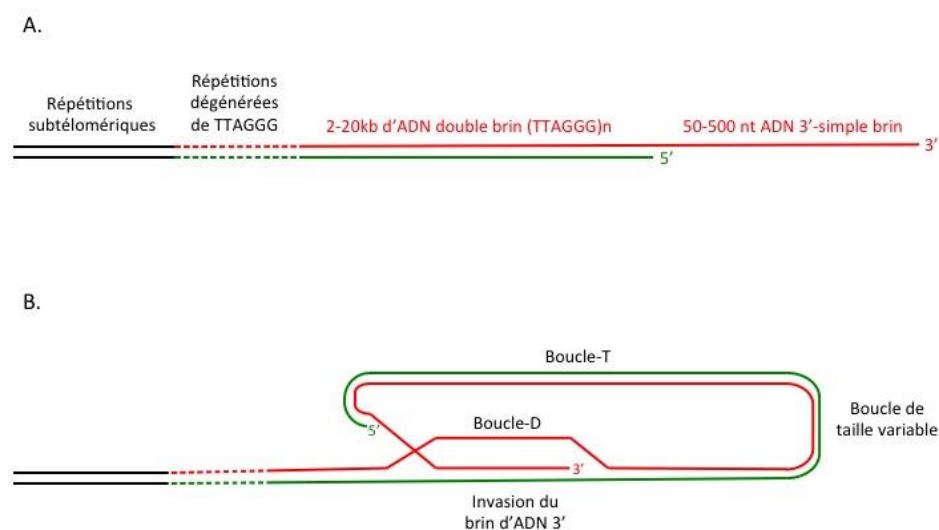 A.
Répétitions
subtélomériques
Répétitions
dégénérées
de TTAGGG
2-20kb d’ADN double brin (TTAGGG)n
50-500 nt ADN 3’-simple brin
3’
5’
B.
Boucle-T
Boucle de
taille variable
5’
Boucle-D
3’
Invasion du
brin d’ADN 3’